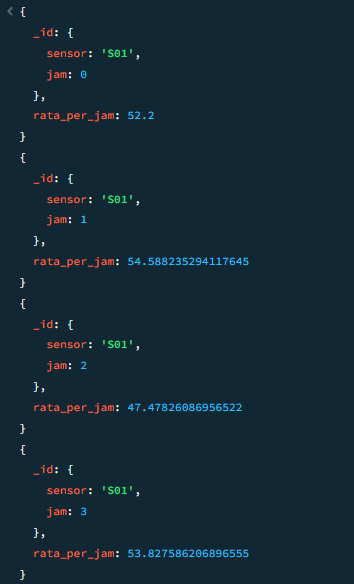 {
_id: {
sensor: 'S01',
jam: 0
},
rata_per_jam: 52.2
}
{
_id: {
sensor: 'S01',
jam: 1
},
rata_per_jam: 54.588235294117645
}
{
_id: {
sensor: 'S01',
jam: 2
},
rata_per_jam: 47.47826086956522
}
{
_id: {
sensor: 'S01',
jam: 3
},
rata_per_jam: 53.827586206896555
}